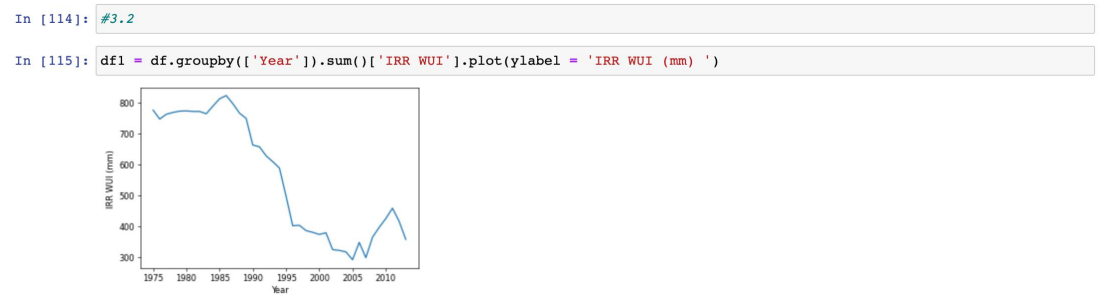 In [114]: #3.2
In [115]: df1 = df.groupby(['Year']).sum()['IRR WUI'].plot(ylabel = 'IRR WUI (mm) ')
800
700
600
500
400
300
IRR WUI (mm)
1975 1980 1985 1990 1995 2000 2005 2010
Year